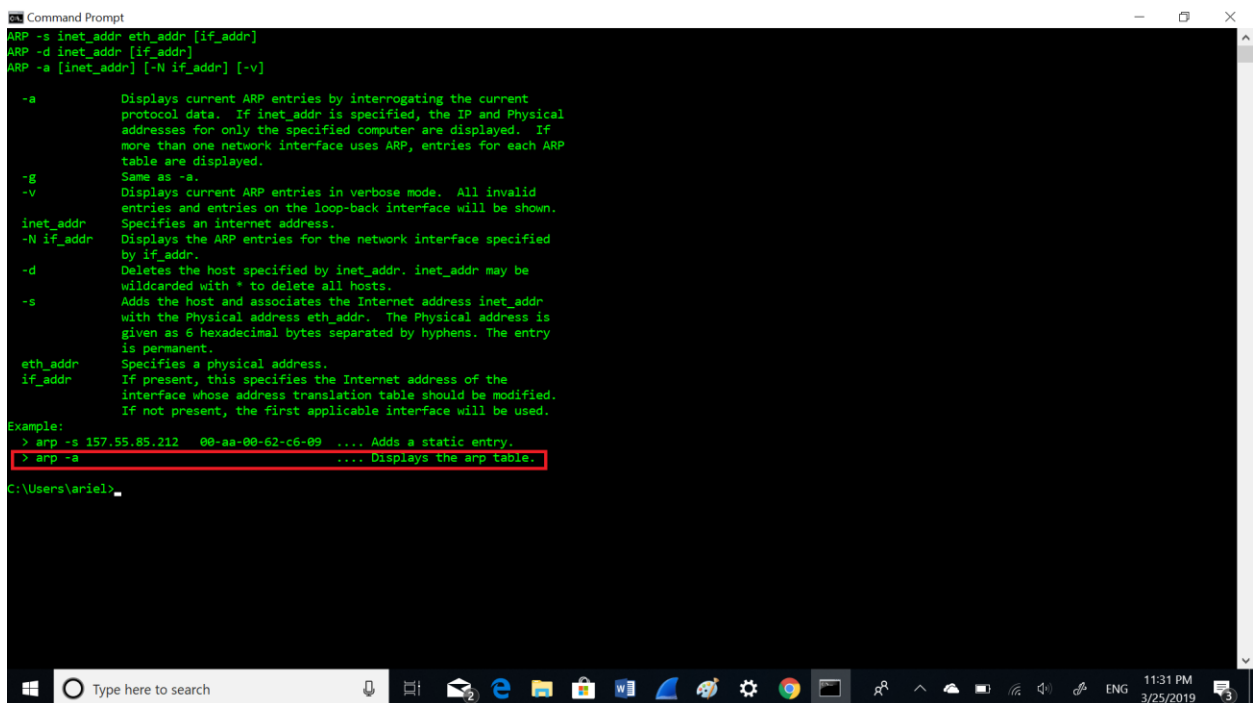 Command Prompt
ARP -s inet_addr eth_addr [if_addr]
ARP -d inet_addr [if_addr]
ARP -a [inet_addr] [-N if_addr] [-v]
-a Displays current ARP entries by interrogating the current
protocol data. If inet_addr is specified, the IP and Physical
addresses for only the specified computer are displayed. If
more than one network interface uses ARP, entries for each ARP
table are displayed.
-g Same as -a.
-v Displays current ARP entries in verbose mode. All invalid
entries and entries on the loop-back interface will be shown.
inet_addr Specifies an internet address.
-N if_addr Displays the ARP entries for the network interface specified
by if_addr.
-d Deletes the host specified by inet_addr. inet_addr may be
wildcarded with * to delete all hosts.
-s Adds the host and associates the Internet address inet_addr
with the Physical address eth_addr. The Physical address is
given as 6 hexadecimal bytes separated by hyphens. The entry
is permanent.
eth_addr Specifies a physical address.
if_addr If present, this specifies the Internet address of the
interface whose address translation table should be modified.
If not present, the first applicable interface will be used.
Example:
> arp -s 157.55.85.212 00-aa-00-62-c6-09 .... Adds a static entry.
> arp -a .... Displays the arp table.
C:\Users\ariel>
Type here to search
2
ENG
11:31 PM
3/25/2019
3